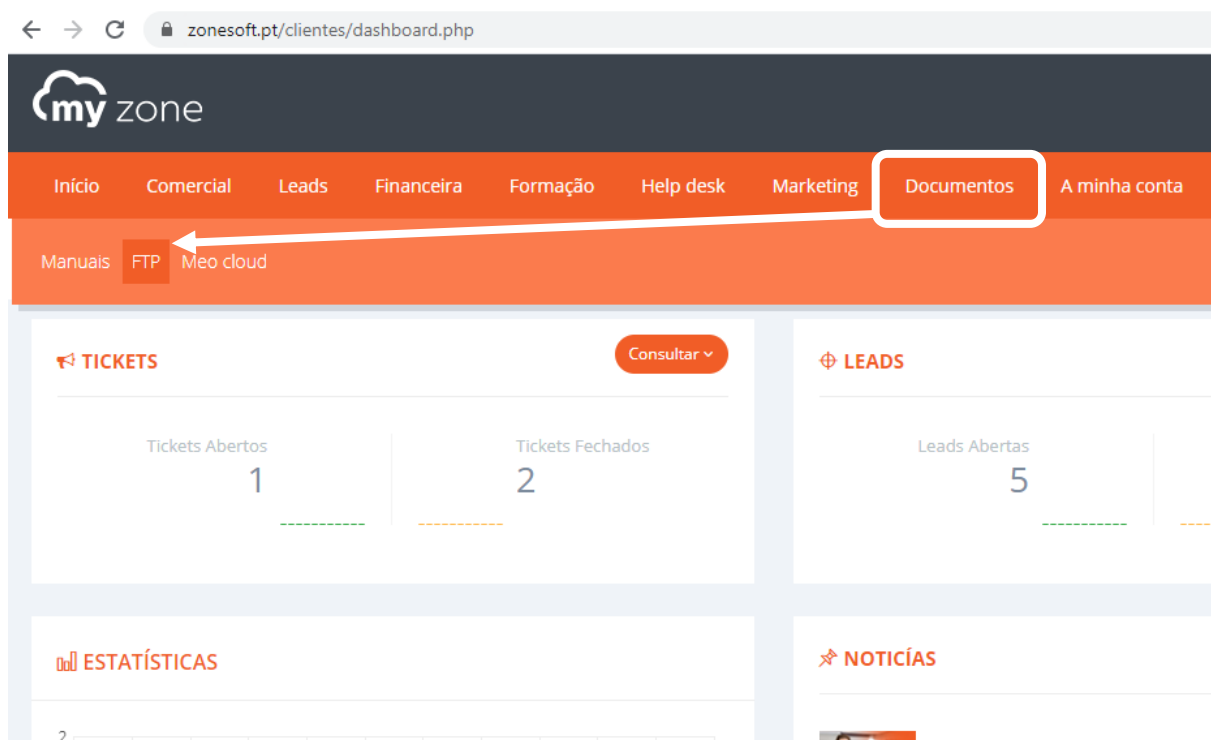 zonesoft.pt/clientes/dashboard.php
my zone
Início Comercial Leads Financeira Formação Help desk Marketing Documentos A minha conta
Manuais FTP Meo cloud
TICKETS
Consultar
LEADS
Tickets Abertos
1
Tickets Fechados
2
Leads Abertas
5
ESTATÍSTICAS
2
NOTICÍAS